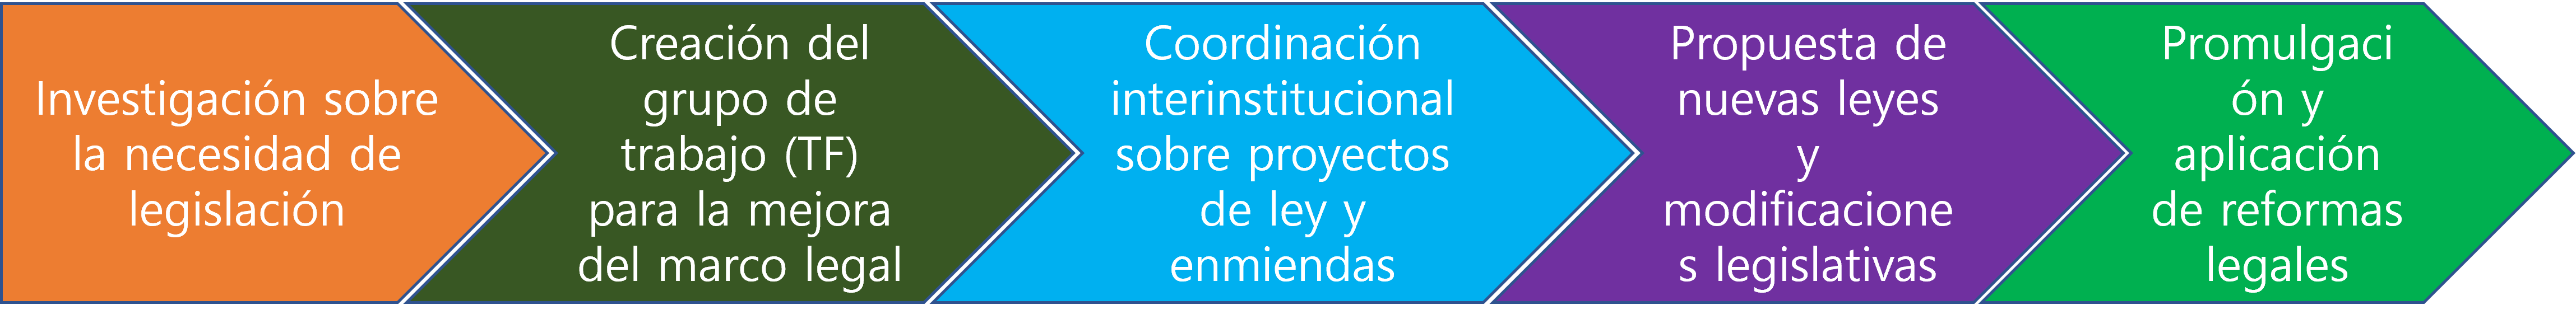 Investigación sobre
la necesidad de
legislación
Creación del
grupo de
trabajo (TF)
para la mejora
del marco legal
Coordinación
interinstitucional
sobre proyectos
de ley y
enmiendas
Propuesta de
nuevas leyes
y
modificacione
s legislativas
Promulgaci
ón y
aplicación
de reformas
legales